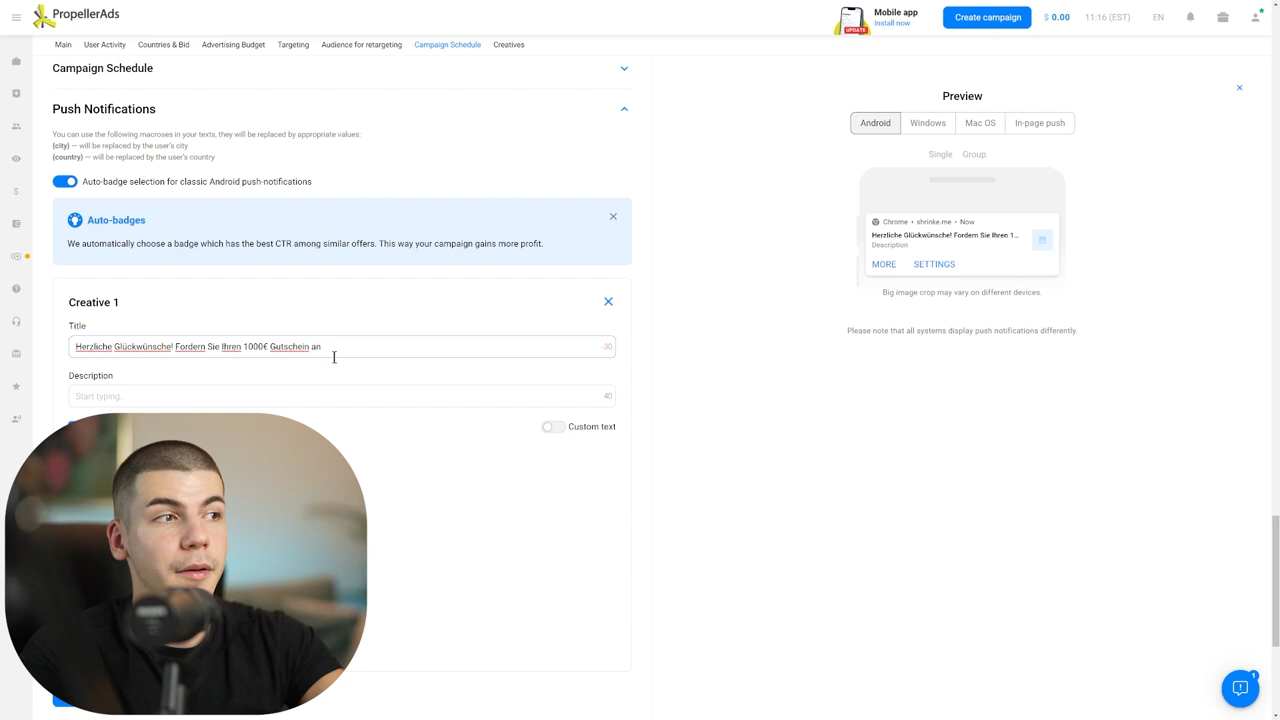 PropellerAds
Mobile app
Install now
UPDATE
Create campaign
$ 0.00
11:16 (EST)
EN
Main
User Activity
Countries & Bid
Advertising Budget
Targeting
Audience for retargeting
Campaign Schedule
Creatives
Campaign Schedule
Push Notifications
You can use the following macroses in your texts, they will be replaced by appropriate values:
{city} — will be replaced by the user's city
{country} — will be replaced by the user's country
Auto-badge selection for classic Android push-notifications
Auto-badges
We automatically choose a badge which has the best CTR among similar offers. This way your campaign gains more profit.
Creative 1
Title
Herzliche Glückwünsche! Fordern Sie Ihren 1000€ Gutschein an
-30
Description
Start typing...
40
Custom text
Preview
Android
Windows
Mac OS
In-page push
Single
Group
Chrome • shrinke.me • Now
Herzliche Glückwünsche! Fordern Sie Ihren 1...
Description
MORE
SETTINGS
Big image crop may vary on different devices.
Please note that all systems display push notifications differently.
1